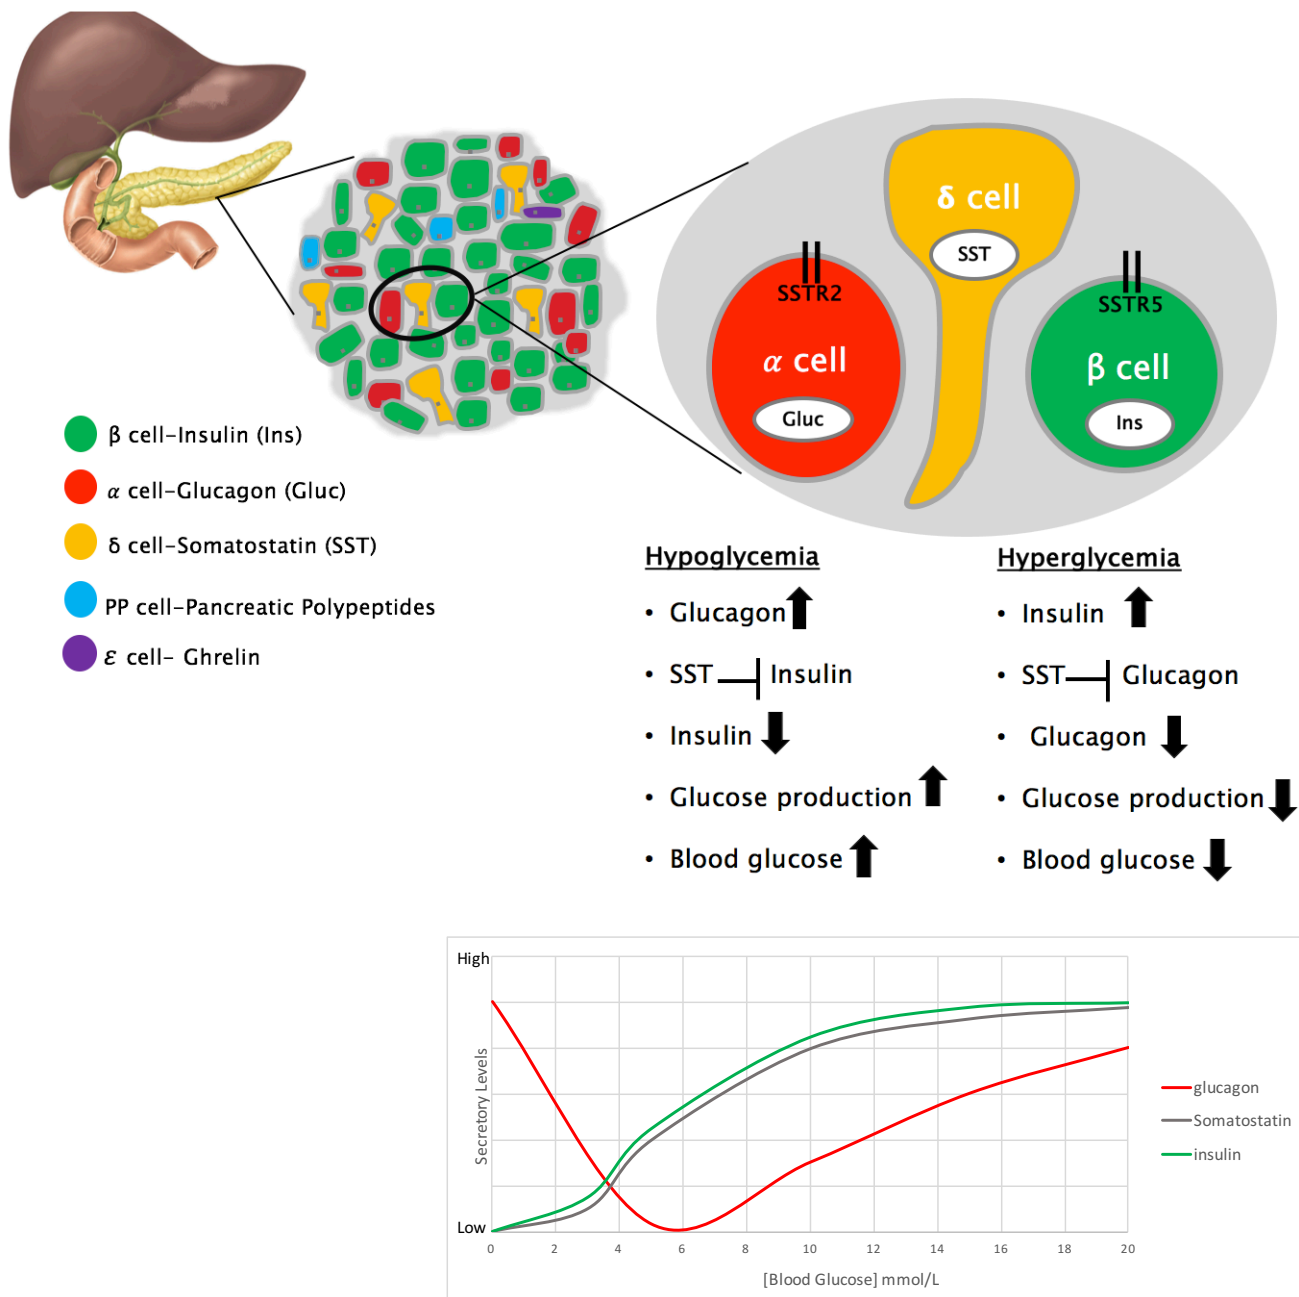 δ cell
SST
SSTR2
SSTR5
α cell
β cell
Gluc
Ins
β cell-Insulin (Ins)
α cell-Glucagon (Gluc)
δ cell-Somatostatin (SST)
PP cell-Pancreatic Polypeptides
ε cell- Ghrelin
Hypoglycemia
• Glucagon
• SST Insulin
• Insulin
• Glucose production
• Blood glucose
Hyperglycemia
• Insulin
• SST Glucagon
• Glucagon
• Glucose production
• Blood glucose
High
Secretory Levels
Low
0 2 4 6 8 10 12 14 16 18 20
[Blood Glucose] mmol/L
glucagon
Somatostatin
insulin